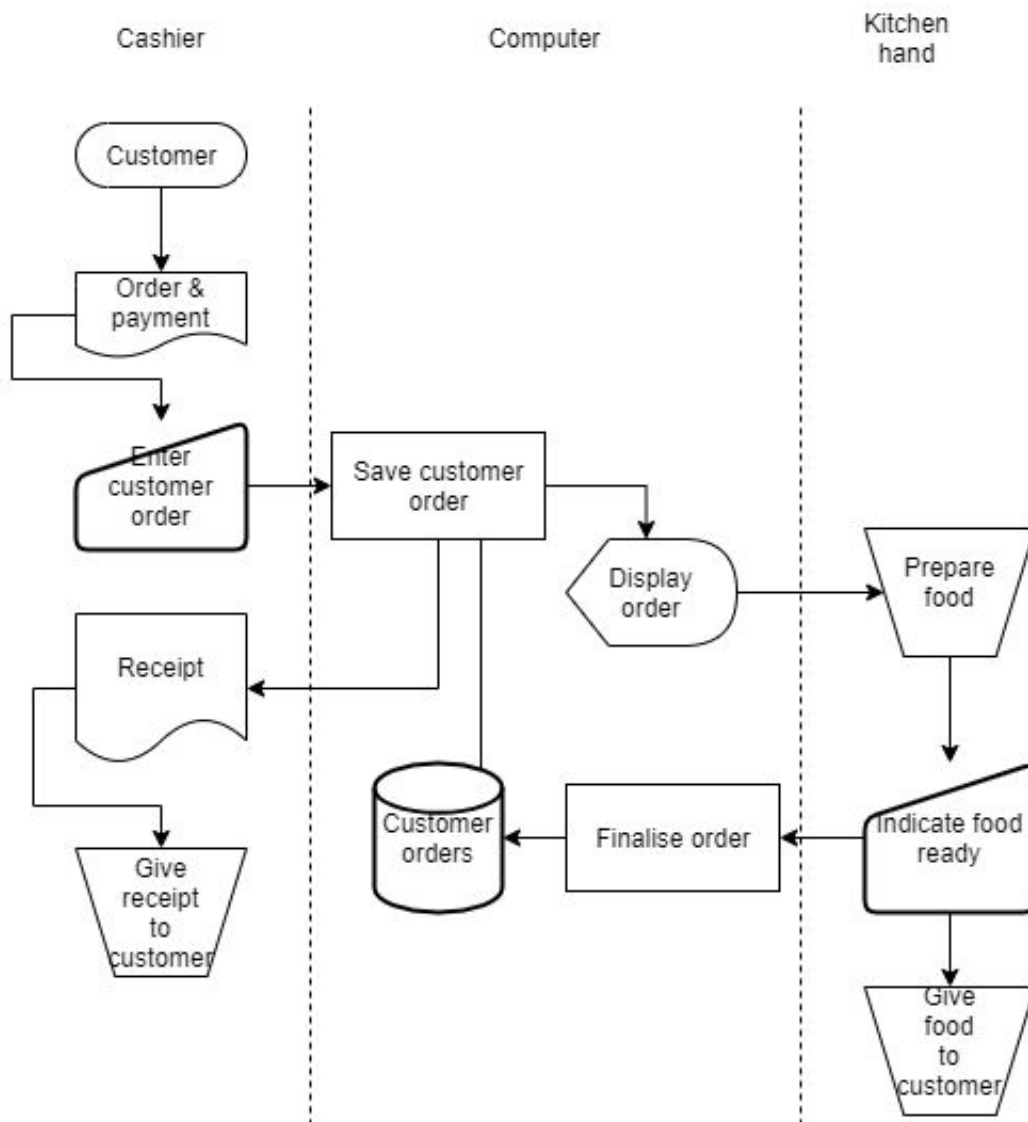 Cashier
Computer
Kitchen
hand
Customer
Order &
payment
Enter
customer
order
Save customer
order
Display
order
Prepare
food
Receipt
Customer
orders
Finalise order
Indicate food
ready
Give
receipt
to
customer
Give
food
to
customer